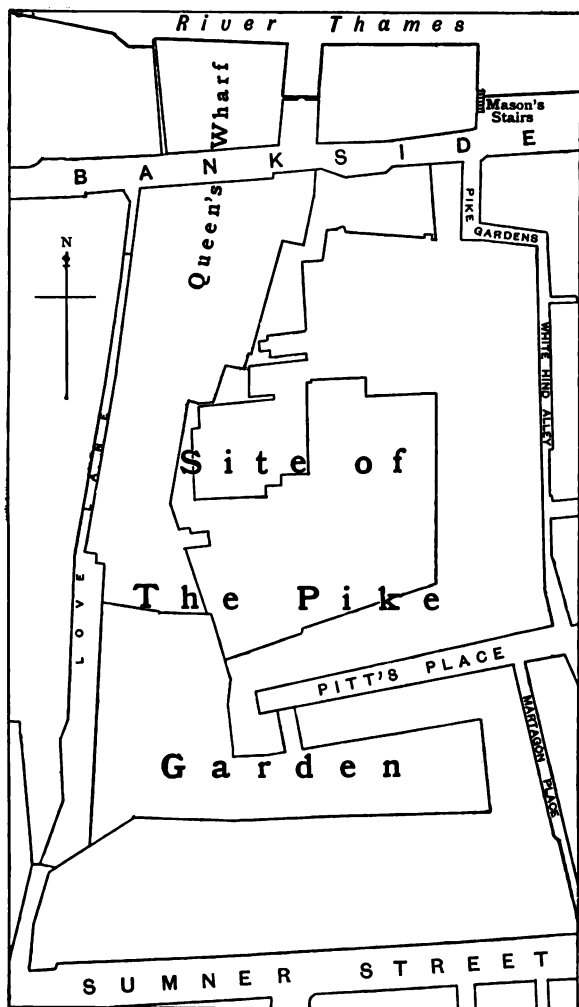 River Thames
Queen's Wharf
Mason's
Stairs
BANKSIDE
PIKE
GARDENS
N
WHITE HIND ALLEY
LOVE LANE
Site of
The Pike
Garden
PITT'S PLACE
MARTAGON PLACE
SUMNER STREET